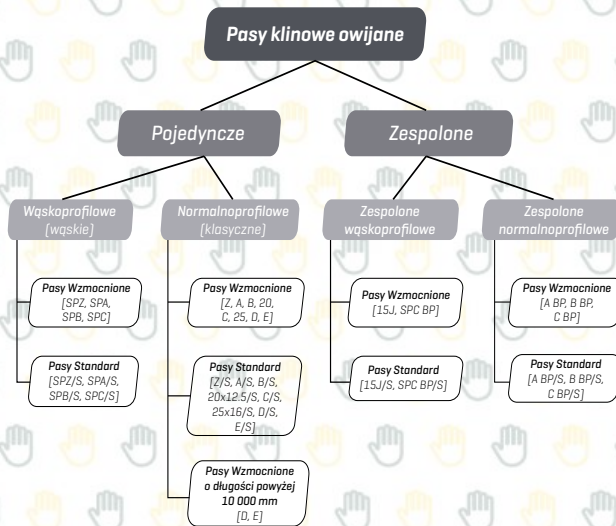 Pasy klinowe owijane
Pojedyncze
Zespolone
Wąskoprofilowe
[wąskie]
Normalnoprofilowe
[klasyczne]
Zespolone
wąskoprofilowe
Zespolone
normalnoprofilowe
Pasy Wzmocnione
[SPZ, SPA,
SPB, SPC]
Pasy Wzmocnione
[Z, A, B, 20,
C, 25, D, E]
Pasy Wzmocnione
[15J, SPC BP]
Pasy Wzmocnione
[A BP, B BP,
C BP]
Pasy Standard
[SPZ/S, SPA/S,
SPB/S, SPC/S]
Pasy Standard
[Z/S, A/S, B/S,
20x12.5/S, C/S,
25x16/S, D/S,
E/S]
Pasy Standard
[15J/S, SPC BP/S]
Pasy Standard
[A BP/S, B BP/S,
C BP/S]
Pasy Wzmocnione
o długości powyżej
10 000 mm
[D, E]